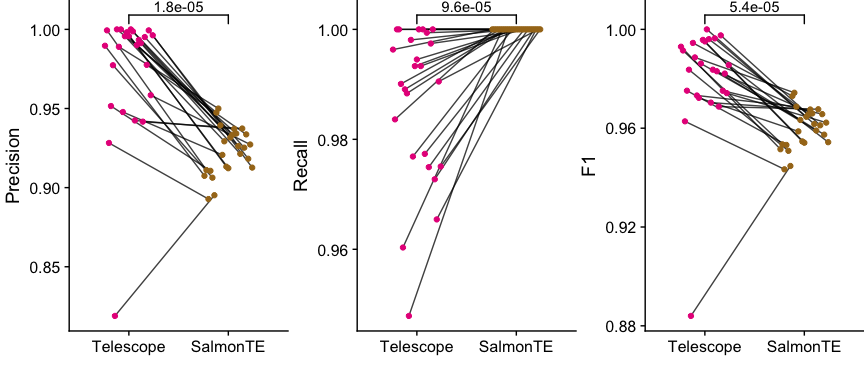 1.8e-05
Precision
1.00
0.95
0.90
0.85
Telescope
SalmonTE
9.6e-05
Recall
1.00
0.98
0.96
Telescope
SalmonTE
5.4e-05
F1
1.00
0.96
0.92
0.88
Telescope
SalmonTE